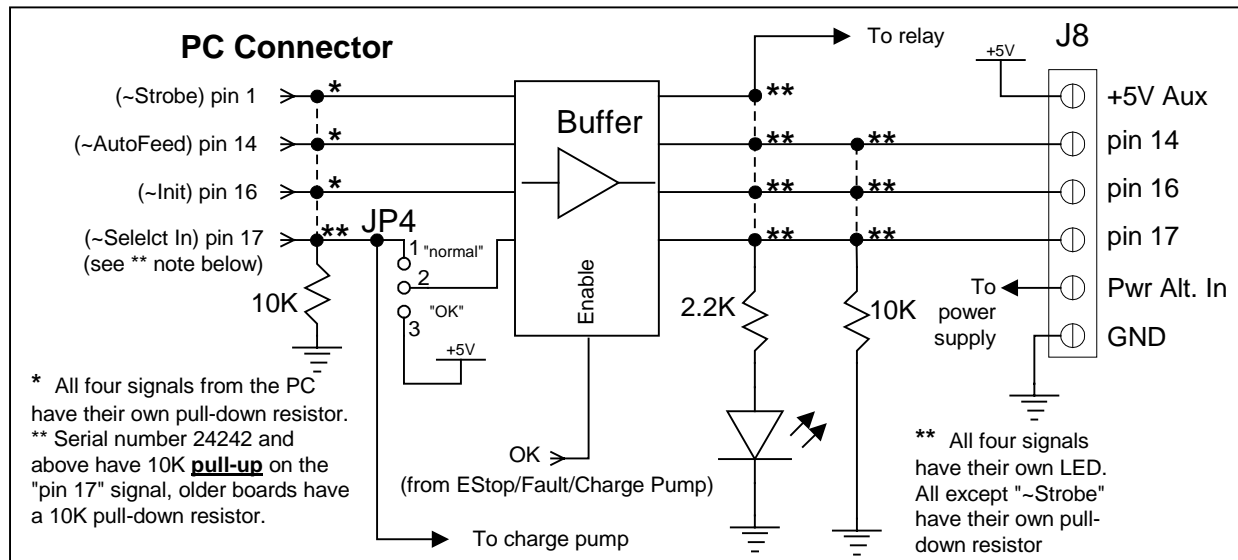 PC Connector
To relay
J8
+5V
(~Strobe) pin 1
*
**
+5V Aux
Buffer
(~AutoFeed) pin 14
*
**
**
pin 14
(~Init) pin 16
*
**
**
pin 16
(~Selelct In) pin 17
**
JP4
**
**
pin 17
(see ** note below)
1 "normal"
2
10K
"OK"
3
+5V
Enable
2.2K
10K
To
power
supply
Pwr Alt. In
GND
* All four signals from the PC
have their own pull-down resistor.
** Serial number 24242 and
above have 10K pull-up on the
"pin 17" signal, older boards have
a 10K pull-down resistor.
OK
(from EStop/Fault/Charge Pump)
To charge pump
** All four signals
have their own LED.
All except "~Strobe"
have their own pull-
down resistor